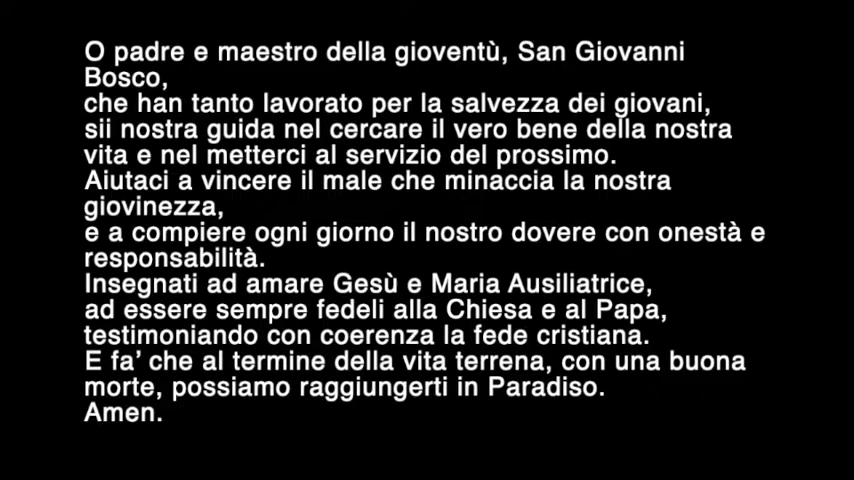 O padre e maestro della gioventù, San Giovanni
Bosco,
che han tanto lavorato per la salvezza dei giovani,
sii nostra guida nel cercare il vero bene della nostra
vita e nel metterci al servizio del prossimo.
Aiutaci a vincere il male che minaccia la nostra
giovinezza,
e a compiere ogni giorno il nostro dovere con onestà e
responsabilità.
Insegnati ad amare Gesù e Maria Ausiliatrice,
ad essere sempre fedeli alla Chiesa e al Papa,
testimoniando con coerenza la fede cristiana.
E fa’ che al termine della vita terrena, con una buona
morte, possiamo raggiungerti in Paradiso.
Amen.